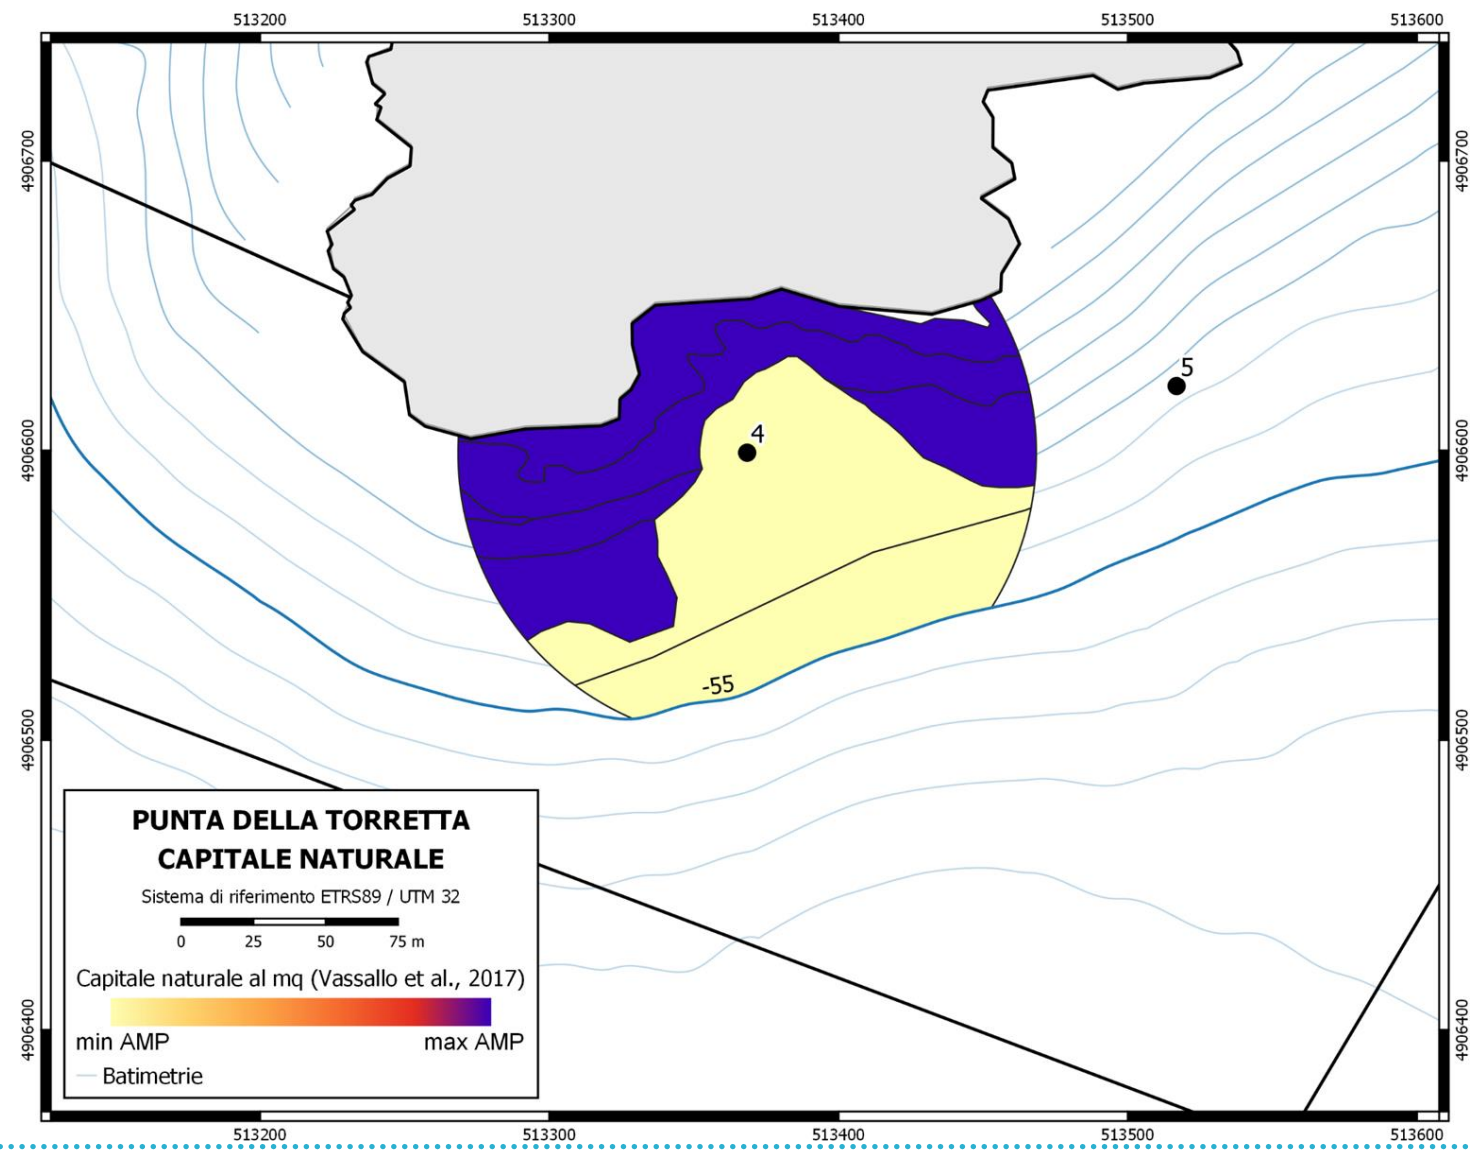 513200 513300 513400 513500 513600
4906700 4906700
5
4
4906600 4906600
-55
4906500 4906500
PUNTA DELLA TORRETTA
CAPITALE NATURALE
Sistema di riferimento ETRS89 / UTM 32
0 25 50 75 m
Capitale naturale al mq (Vassallo et al., 2017)
min AMP max AMP
Batimetrie
4906400 4906400
513200 513300 513400 513500 513600